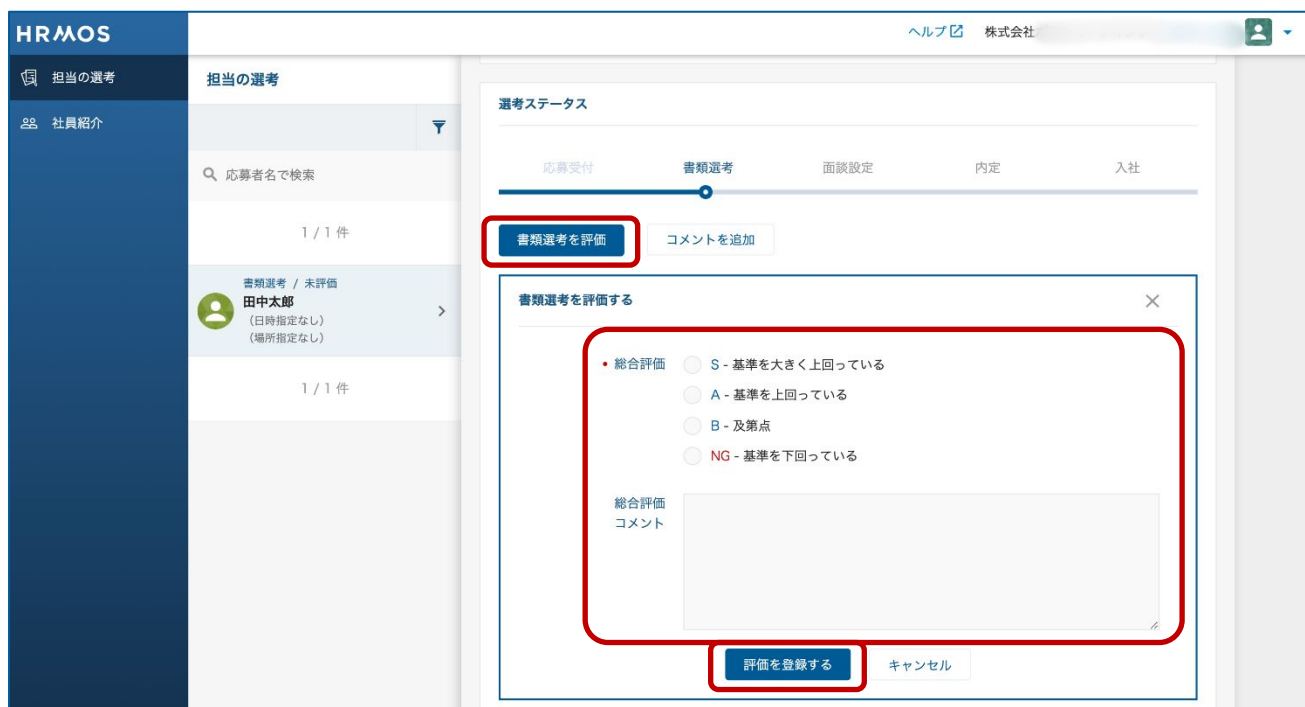 HRMOS
ヘルプ 株式会社
担当の選考
社員紹介
担当の選考
応募者名で検索
1 / 1 件
書類選考 / 未評価
田中太郎
（日時指定なし）
（場所指定なし）
1 / 1 件
選考ステータス
応募受付 書類選考 面談設定 内定 入社
書類選考を評価 コメントを追加
書類選考を評価する
• 総合評価
S - 基準を大きく上回っている
A - 基準を上回っている
B - 及第点
NG - 基準を下回っている
総合評価
コメント
評価を登録する キャンセル